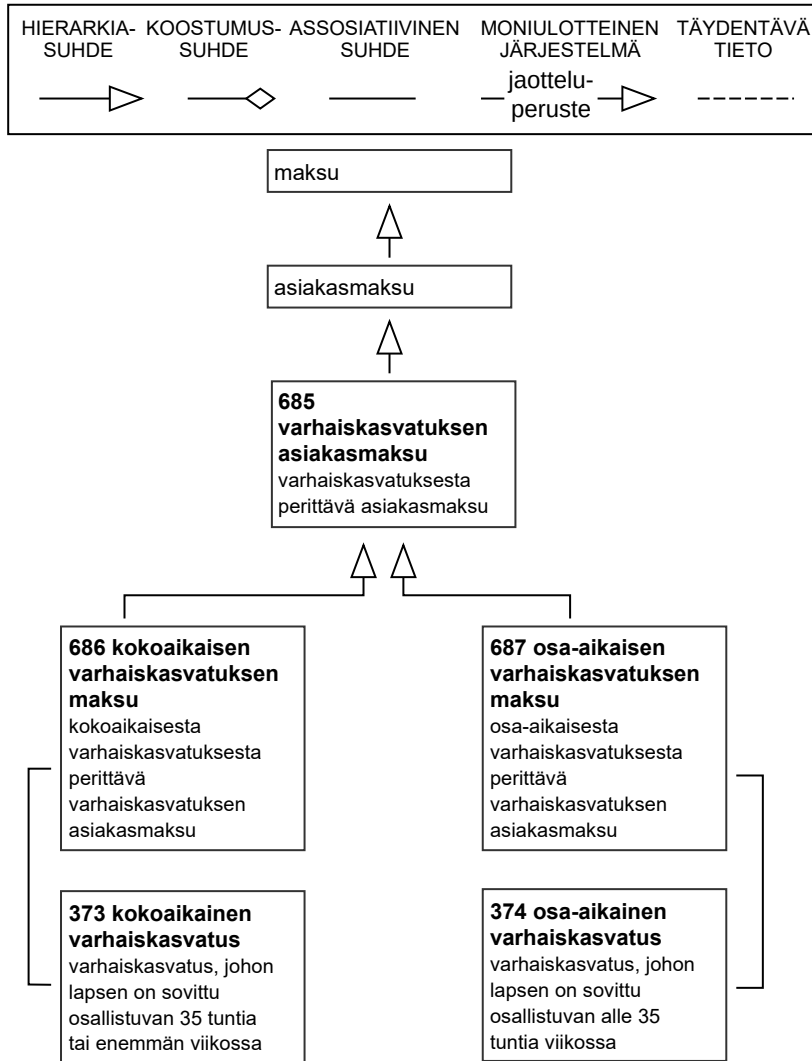 HIERARKIA-
SUHDE
KOOSTUMUS-
SUHDE
ASSOSIATIIVINEN
SUHDE
MONIULOTTEINEN
JÄRJESTELMÄ
jaottelu-
peruste
TÄYDENTÄVÄ
TIETO
maksu
asiakasmaksu
685
varhaiskasvatuksen
asiakasmaksu
varhaiskasvatuksesta
perittävä asiakasmaksu
686 kokoaikaisen
varhaiskasvatuksen
maksu
kokoaikaisesta
varhaiskasvatuksesta
perittävä
varhaiskasvatuksen
asiakasmaksu
687 osa-aikaisen
varhaiskasvatuksen
maksu
osa-aikaisesta
varhaiskasvatuksesta
perittävä
varhaiskasvatuksen
asiakasmaksu
373 kokoaikainen
varhaiskasvatus
varhaiskasvatus, johon
lapsen on sovittu
osallistuvan 35 tuntia
tai enemmän viikossa
374 osa-aikainen
varhaiskasvatus
varhaiskasvatus, johon
lapsen on sovittu
osallistuvan alle 35
tuntia viikossa